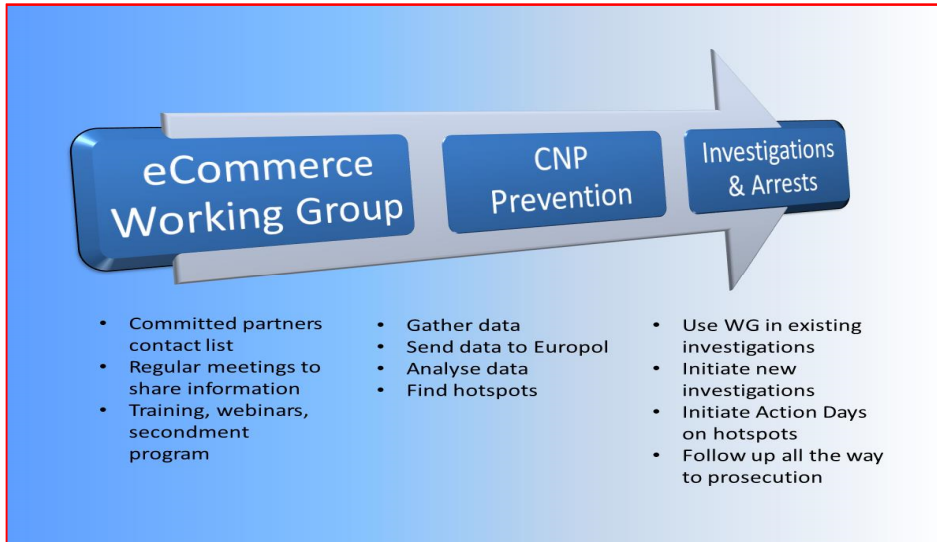 eCommerce
Working Group
CNP
Prevention
Investigations
& Arrests
• Committed partners
contact list
• Regular meetings to
share information
• Training, webinars,
secondment
program
• Gather data
• Send data to Europol
• Analyse data
• Find hotspots
• Use WG in existing
investigations
• Initiate new
investigations
• Initiate Action Days
on hotspots
• Follow up all the way
to prosecution